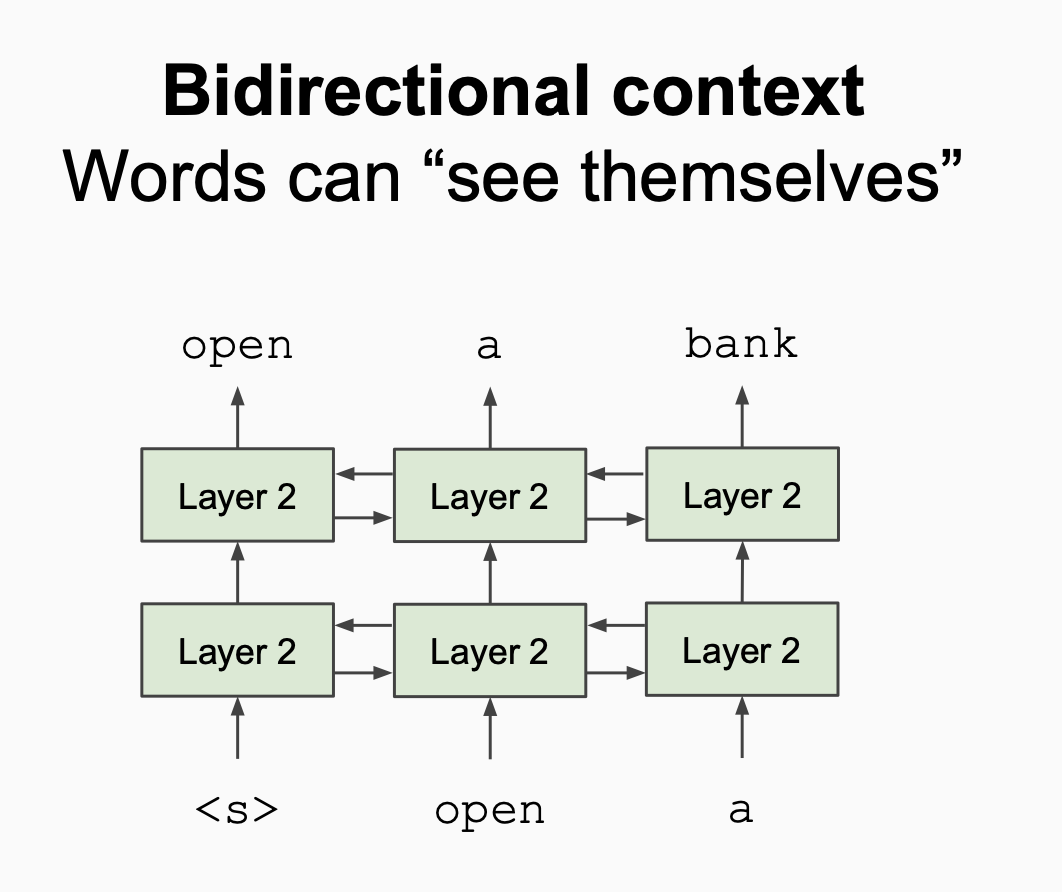 Bidirectional context
Words can “see themselves”
open a bank
Layer 2 Layer 2 Layer 2
Layer 2 Layer 2 Layer 2
<s> open a